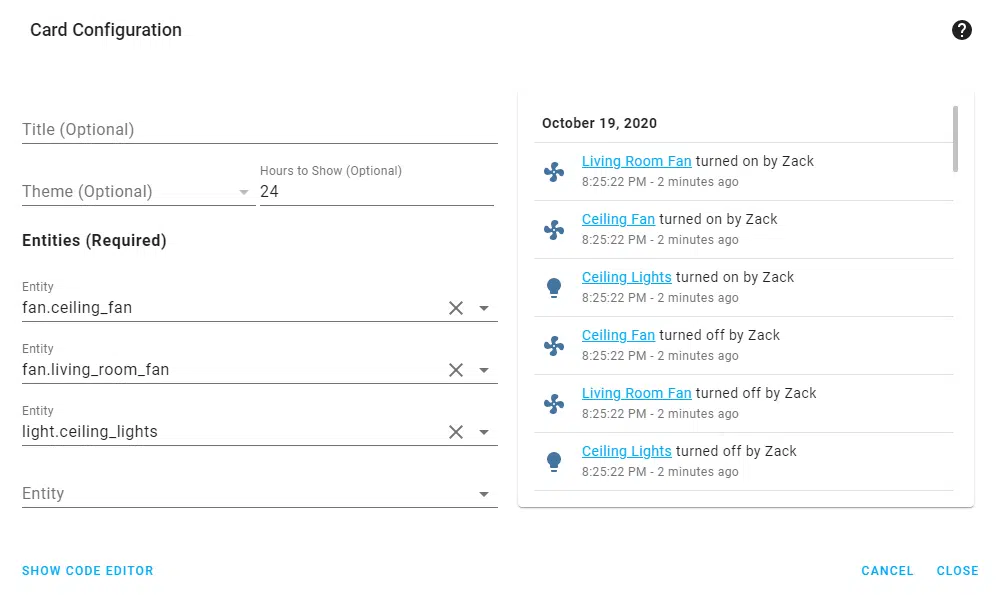 Card Configuration
Title (Optional)
Theme (Optional)
Hours to Show (Optional)
24
Entities (Required)
Entity
fan.ceiling_fan
Entity
fan.living_room_fan
Entity
light.ceiling_lights
Entity
October 19, 2020
Living Room Fan turned on by Zack
8:25:22 PM - 2 minutes ago
Ceiling Fan turned on by Zack
8:25:22 PM - 2 minutes ago
Ceiling Lights turned on by Zack
8:25:22 PM - 2 minutes ago
Ceiling Fan turned off by Zack
8:25:22 PM - 2 minutes ago
Living Room Fan turned off by Zack
8:25:22 PM - 2 minutes ago
Ceiling Lights turned off by Zack
8:25:22 PM - 2 minutes ago
SHOW CODE EDITOR
CANCEL
CLOSE